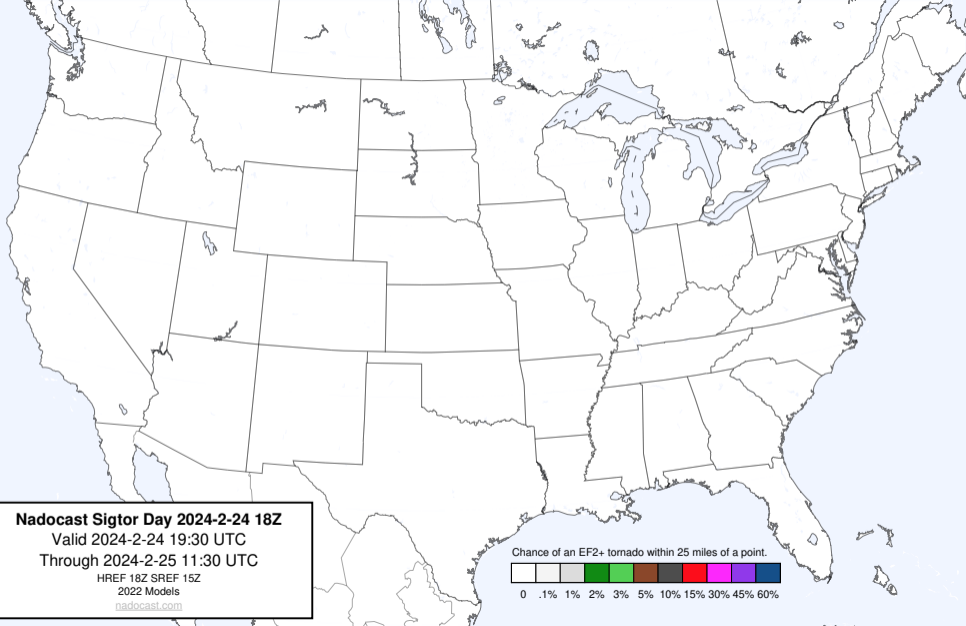 Nadocast Sigtor Day 2024-2-24 18Z
Valid 2024-2-24 19:30 UTC
Through 2024-2-25 11:30 UTC
HREF 18Z SREF 15Z
2022 Models
nadocast.com
Chance of an EF2+ tornado within 25 miles of a point.
0 .1% 1% 2% 3% 5% 10% 15% 30% 45% 60%